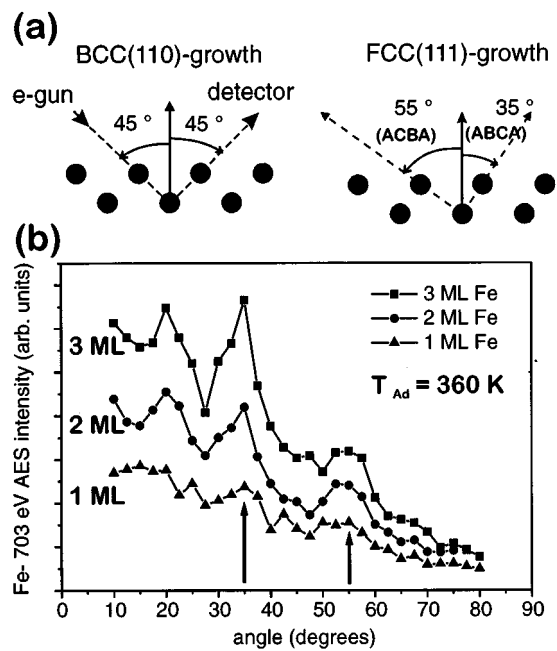 (a)
BCC(110)-growth
FCC(111)-growth
e-gun
detector
45 °
45 °
55 °
(ACBA)
35 °
(ABCA)
(b)
Fe- 703 eV AES intensity (arb. units)
3 ML Fe
2 ML Fe
1 ML Fe
T Ad = 360 K
3 ML
2 ML
1 ML
0 10 20 30 40 50 60 70 80 90
angle (degrees)